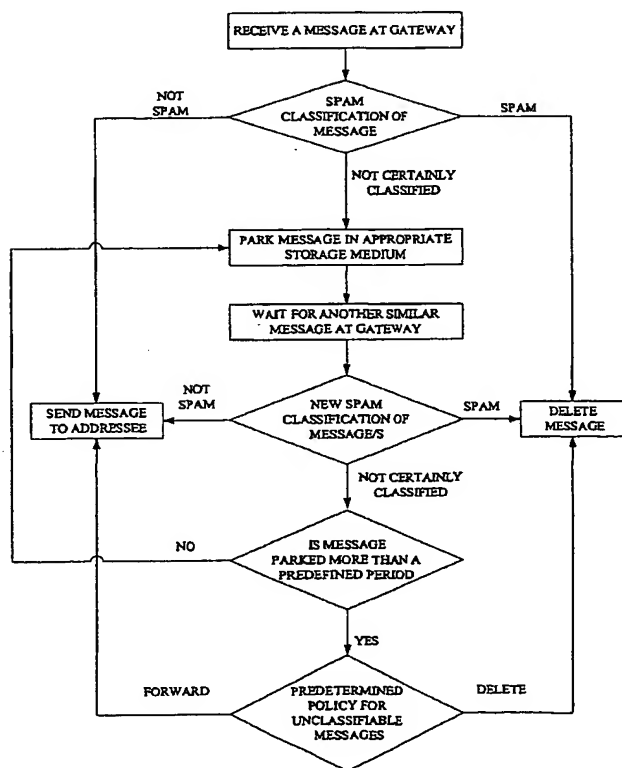 RECEIVE A MESSAGE AT GATEWAY
NOT
SPAM
SPAM
CLASSIFICATION OF
MESSAGE
SPAM
NOT CERTAINLY
CLASSIFIED
PARK MESSAGE IN APPROPRIATE
STORAGE MEDIUM
WAIT FOR ANOTHER SIMILAR
MESSAGE AT GATEWAY
SEND MESSAGE
TO ADDRESSEE
NOT
SPAM
NEW SPAM
CLASSIFICATION OF
MESSAGE/S
SPAM
DELETE
MESSAGE
NOT CERTAINLY
CLASSIFIED
NO
IS MESSAGE
PARKED MORE THAN A
PREDEFINED PERIOD
YES
FORWARD
PREDETERMINED
POLICY FOR
UNCLASSIFIABLE
MESSAGES
DELETE